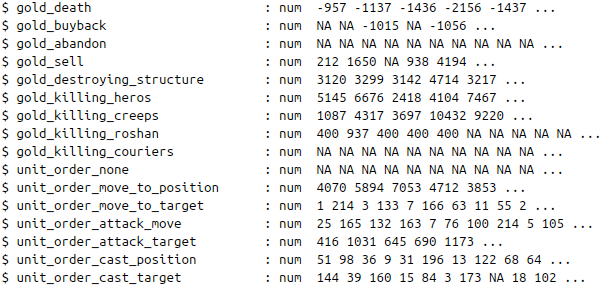 $ gold_death : num -957 -1137 -1436 -2156 -1437 ...
$ gold_buyback : num NA NA -1015 NA -1056 ...
$ gold_abandon : num NA NA NA NA NA NA NA NA NA NA ...
$ gold_sell : num 212 1650 NA 938 4194 ...
$ gold_destroying_structure : num 3120 3299 3142 4714 3217 ...
$ gold_killing_heros : num 5145 6676 2418 4104 7467 ...
$ gold_killing_creeps : num 1087 4317 3697 10432 9220 ...
$ gold_killing_roshan : num 400 937 400 400 400 NA NA NA NA NA ...
$ gold_killing_couriers : num NA NA NA NA NA NA NA NA NA NA ...
$ unit_order_none : num NA NA NA NA NA NA NA NA NA NA ...
$ unit_order_move_to_position : num 4070 5894 7053 4712 3853 ...
$ unit_order_move_to_target : num 1 214 3 133 7 166 63 11 55 2 ...
$ unit_order_attack_move : num 25 165 132 163 7 76 100 214 5 105 ...
$ unit_order_attack_target : num 416 1031 645 690 1173 ...
$ unit_order_cast_position : num 51 98 36 9 31 196 13 122 68 64 ...
$ unit_order_cast_target : num 144 39 160 15 84 3 173 NA 18 102 ...